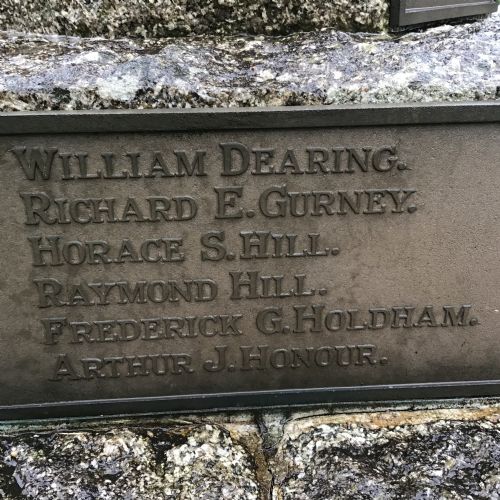 WILLIAM DEARING.
RICHARD E. GURNEY.
HORACE S. HILL.
RAYMOND HILL.
FREDERICK G. HOLDHAM.
ARTHUR J. HONOUR.